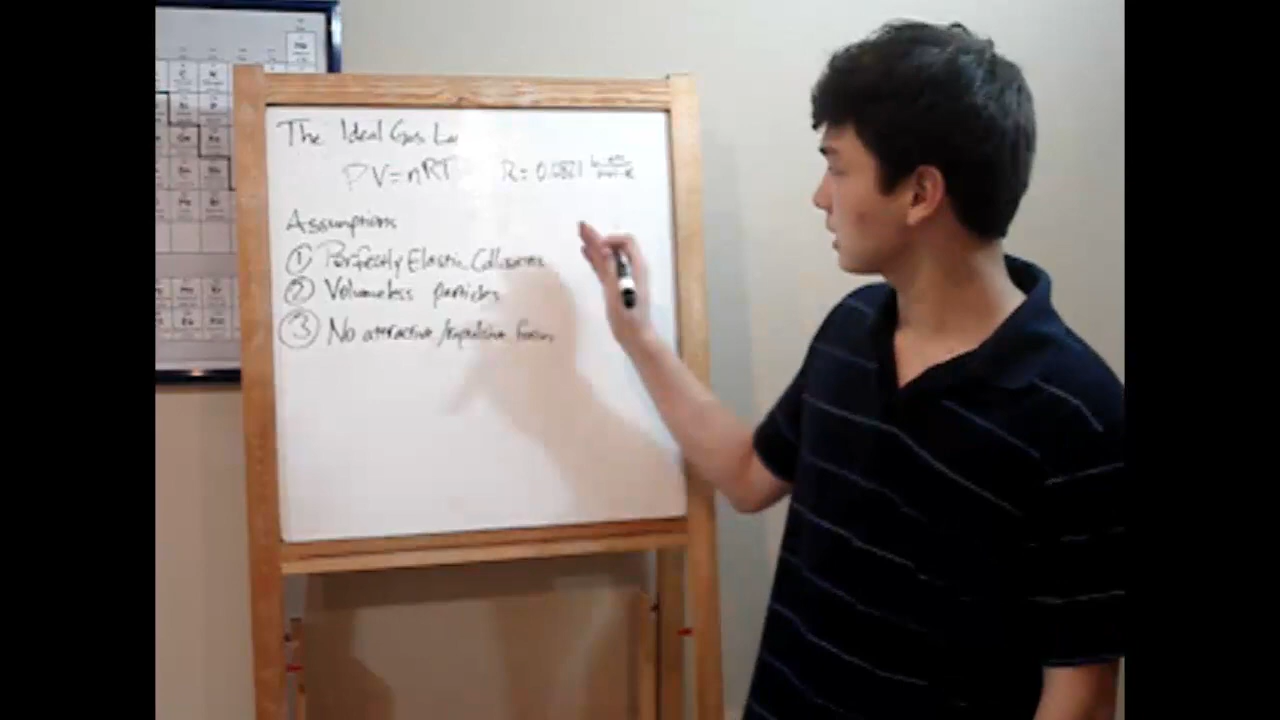 The Ideal Gas La
PV=nRT R= 0.0821 L·atm/mol·K
Assumptions
① Perfectly Elastic Collisions
② Volumeless particles
③ No attractive/repulsive forces